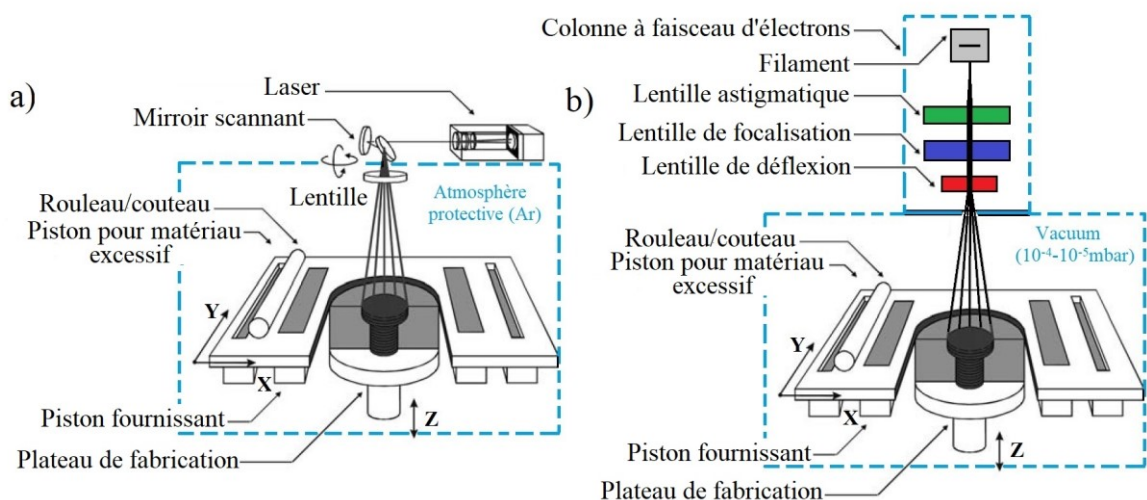 a)
Laser
Mirroir scannant
Lentille
Atmosphère
protective (Ar)
Rouleau/couteau
Piston pour matériau
excessif
Y
X
Z
Piston fournissant
Plateau de fabrication
b)
Colonne à faisceau d'électrons
Filament
Lentille astigmatique
Lentille de focalisation
Lentille de déflexion
Vacuum
(10⁻⁴-10⁻⁵mbar)
Rouleau/couteau
Piston pour matériau
excessif
Y
X
Z
Piston fournissant
Plateau de fabrication